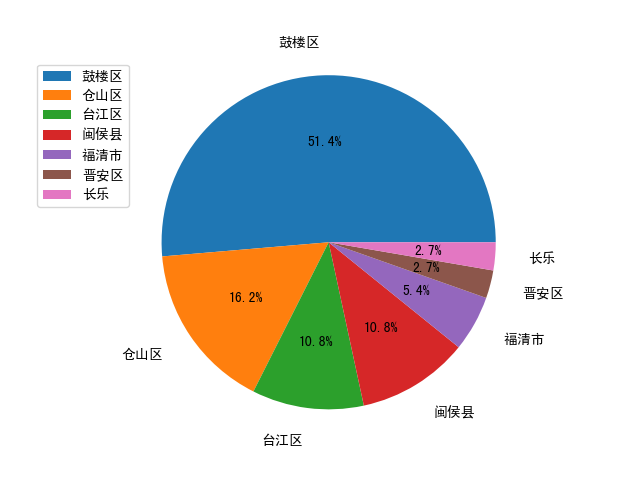 鼓楼区
鼓楼区
仓山区
台江区
闽侯县
福清市
晋安区
长乐
51.4%
2.7%
长乐
2.7%
晋安区
5.4%
16.2%
10.8%
10.8%
福清市
仓山区
闽侯县
台江区